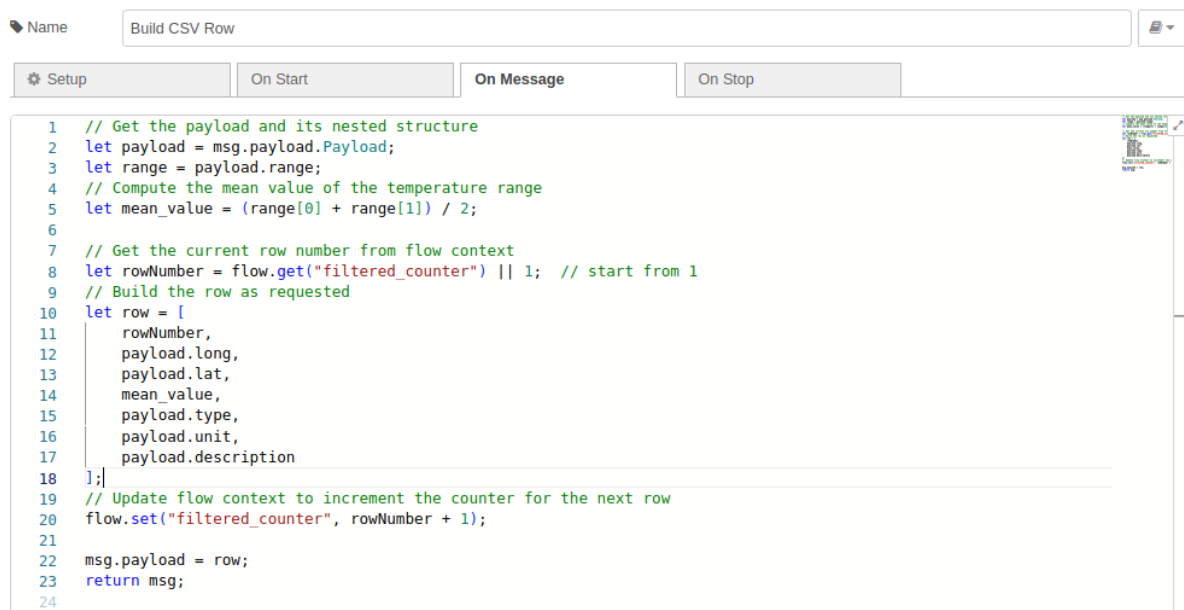 Name
Build CSV Row
Setup
On Start
On Message
On Stop
1 // Get the payload and its nested structure
2 let payload = msg.payload.Payload;
3 let range = payload.range;
4 // Compute the mean value of the temperature range
5 let mean_value = (range[0] + range[1]) / 2;
6
7 // Get the current row number from flow context
8 let rowNumber = flow.get("filtered_counter") || 1;  // start from 1
9 // Build the row as requested
10 let row = [
11     rowNumber,
12     payload.long,
13     payload.lat,
14     mean_value,
15     payload.type,
16     payload.unit,
17     payload.description
18 ];
19 // Update flow context to increment the counter for the next row
20 flow.set("filtered_counter", rowNumber + 1);
21
22 msg.payload = row;
23 return msg;
24